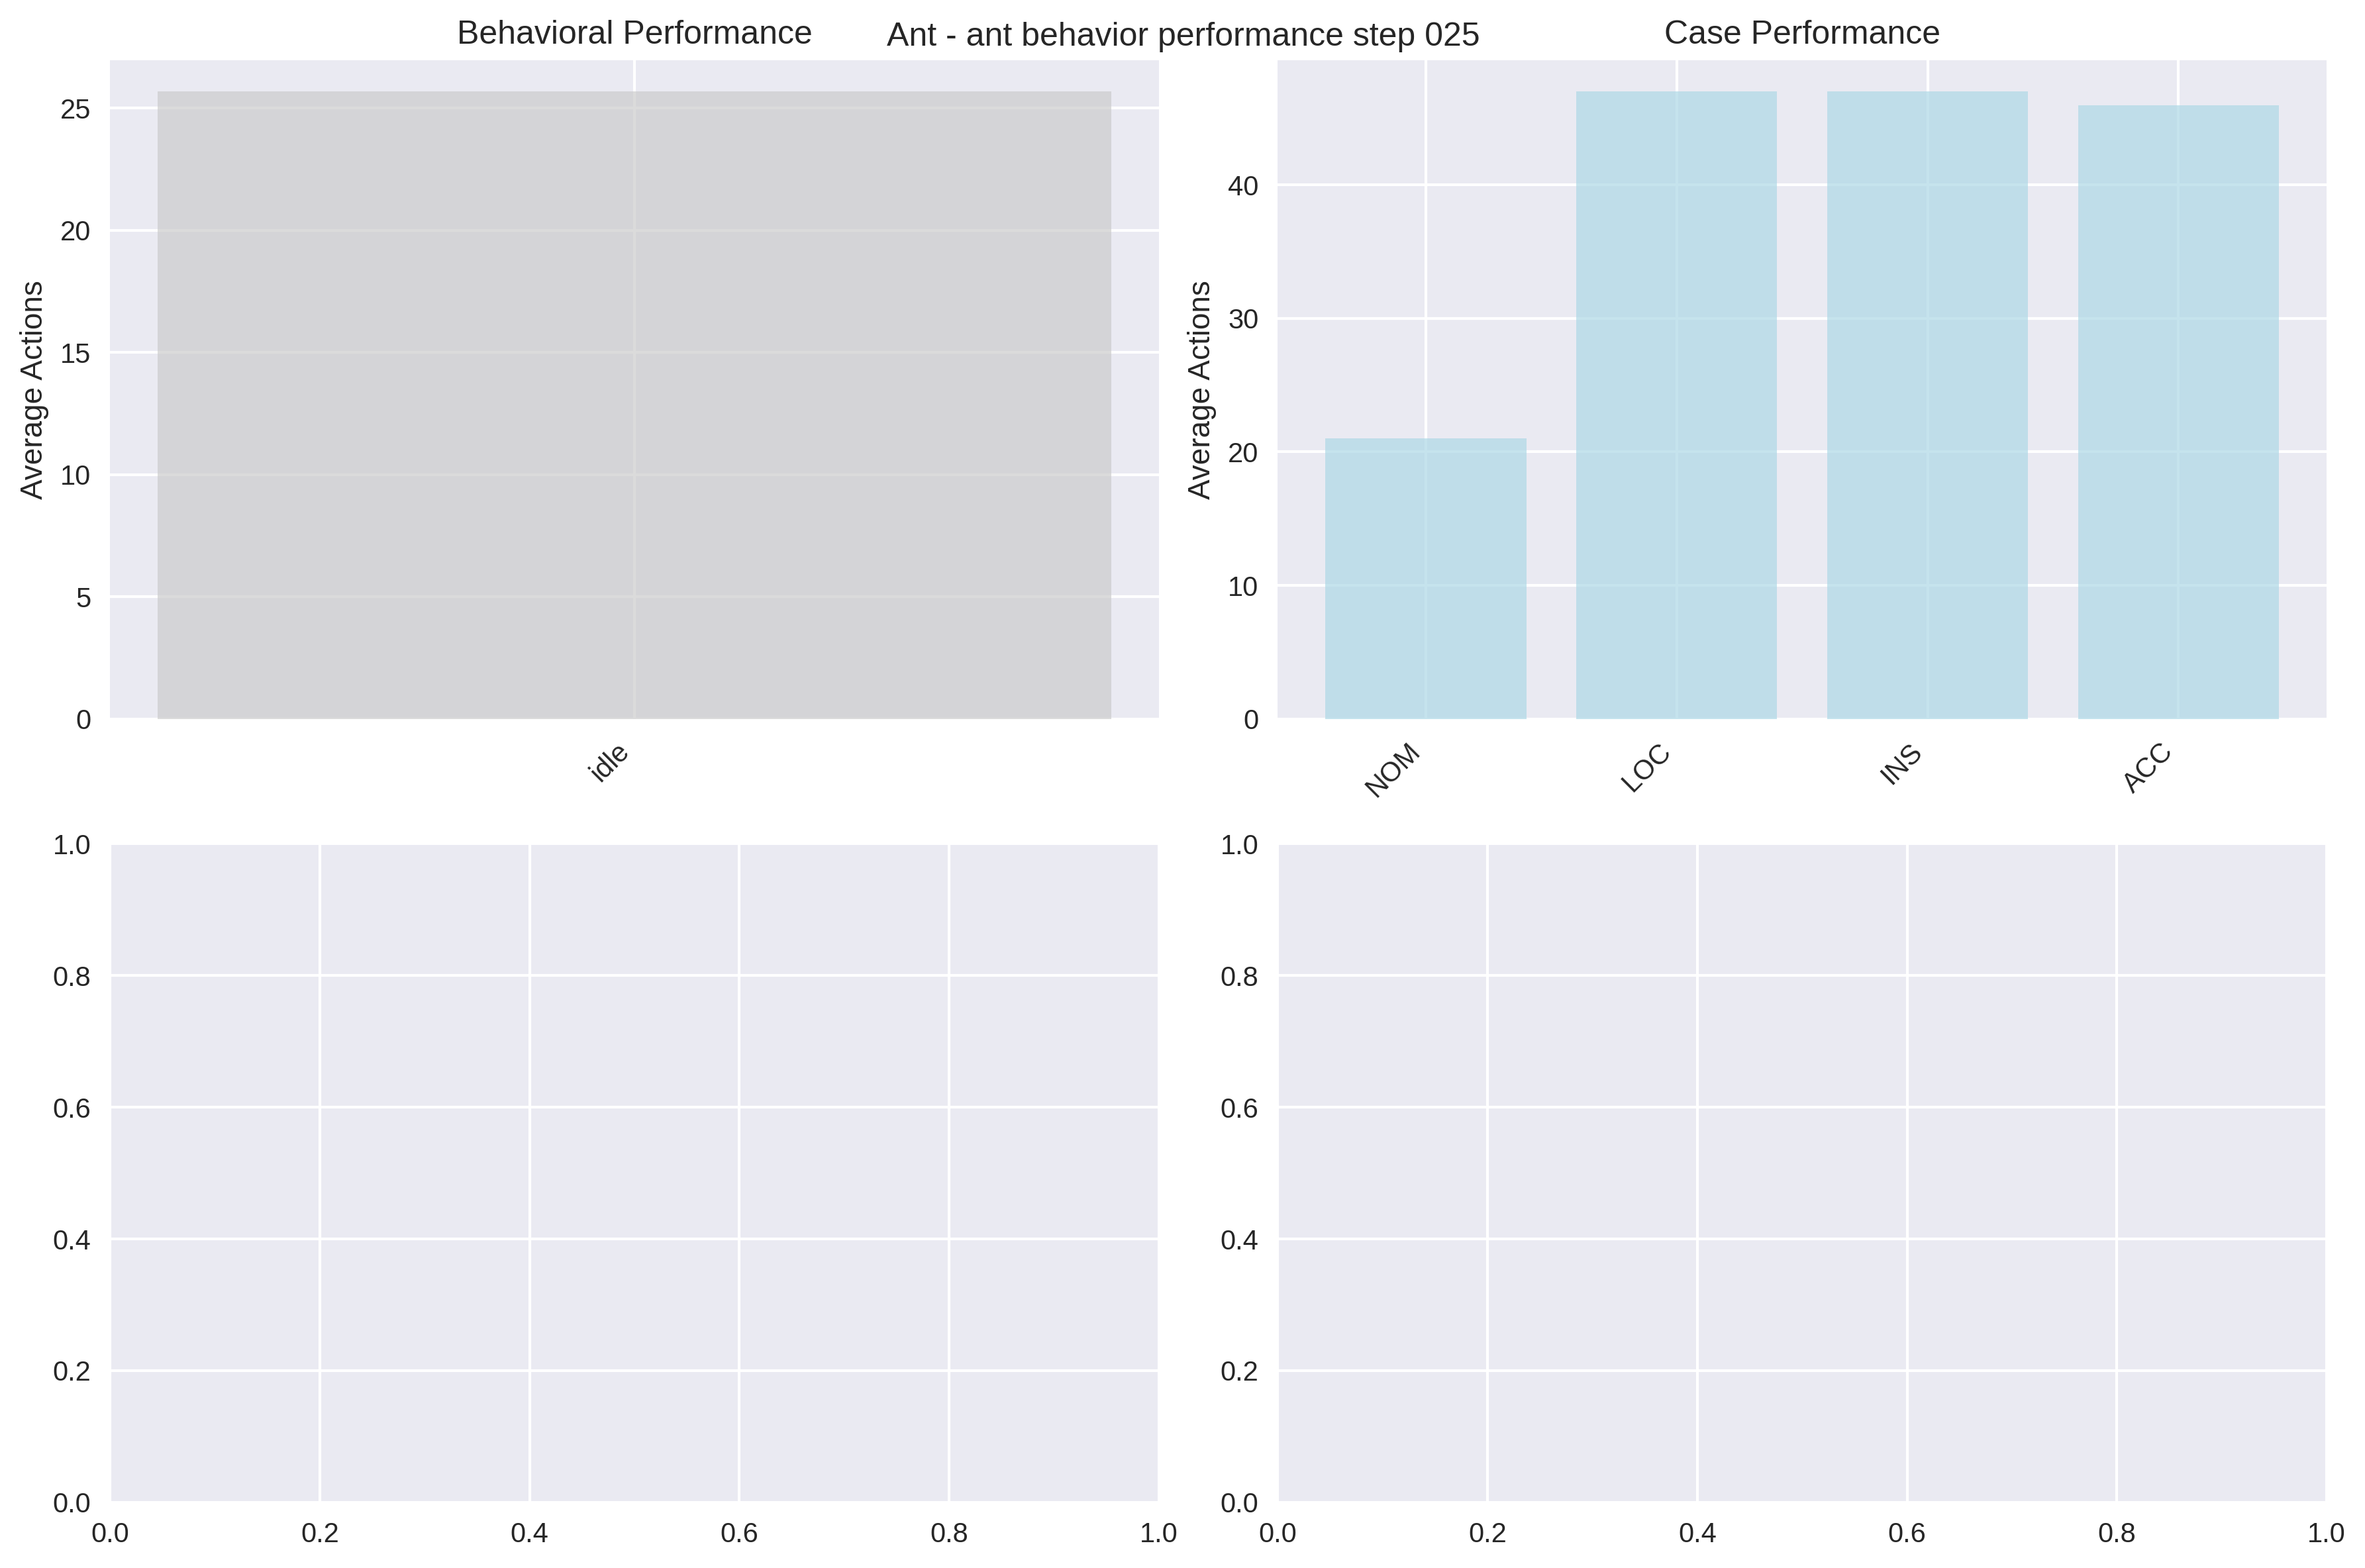 Ant - ant behavior performance step 025
Behavioral Performance
Average Actions
25
20
15
10
5
0
idle
Case Performance
Average Actions
40
30
20
10
0
NOM
LOC
INS
ACC
1.0
0.8
0.6
0.4
0.2
0.0
0.0 0.2 0.4 0.6 0.8 1.0
1.0
0.8
0.6
0.4
0.2
0.0
0.0 0.2 0.4 0.6 0.8 1.0